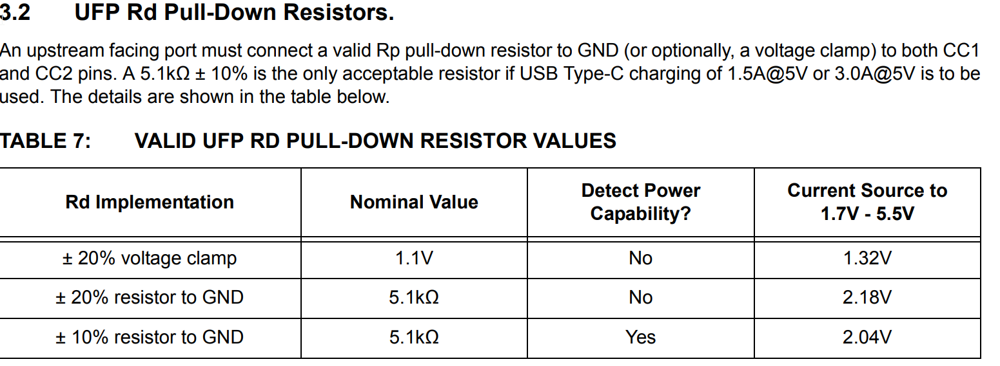 3.2 UFP Rd Pull-Down Resistors.
An upstream facing port must connect a valid Rp pull-down resistor to GND (or optionally, a voltage clamp) to both CC1
and CC2 pins. A 5.1kΩ ± 10% is the only acceptable resistor if USB Type-C charging of 1.5A@5V or 3.0A@5V is to be
used. The details are shown in the table below.
TABLE 7: VALID UFP RD PULL-DOWN RESISTOR VALUES
Rd Implementation Nominal Value Detect Power Capability? Current Source to 1.7V - 5.5V
± 20% voltage clamp 1.1V No 1.32V
± 20% resistor to GND 5.1kΩ No 2.18V
± 10% resistor to GND 5.1kΩ Yes 2.04V